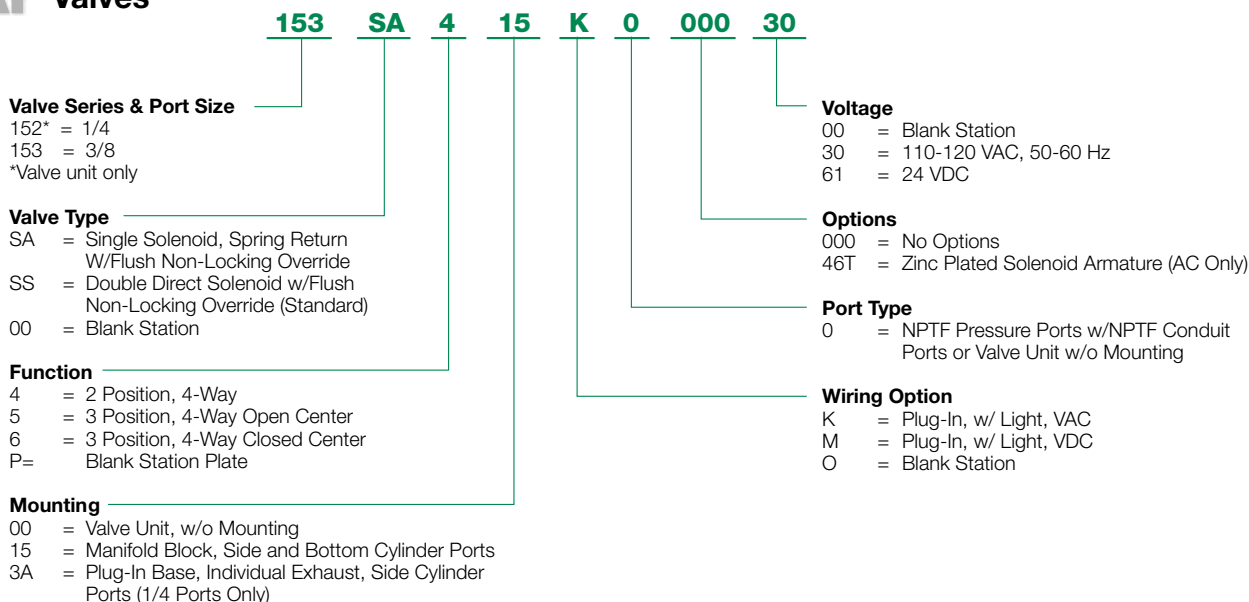 Valves
153 SA 4 15 K 0 000 30
Valve Series & Port Size
152* = 1/4
153 = 3/8
*Valve unit only
Valve Type
SA = Single Solenoid, Spring Return
W/Flush Non-Locking Override
SS = Double Direct Solenoid w/Flush
Non-Locking Override (Standard)
00 = Blank Station
Function
4 = 2 Position, 4-Way
5 = 3 Position, 4-Way Open Center
6 = 3 Position, 4-Way Closed Center
P= Blank Station Plate
Mounting
00 = Valve Unit, w/o Mounting
15 = Manifold Block, Side and Bottom Cylinder Ports
3A = Plug-In Base, Individual Exhaust, Side Cylinder
Ports (1/4 Ports Only)
Voltage
00 = Blank Station
30 = 110-120 VAC, 50-60 Hz
61 = 24 VDC
Options
000 = No Options
46T = Zinc Plated Solenoid Armature (AC Only)
Port Type
0 = NPTF Pressure Ports w/NPTF Conduit
Ports or Valve Unit w/o Mounting
Wiring Option
K = Plug-In, w/ Light, VAC
M = Plug-In, w/ Light, VDC
O = Blank Station